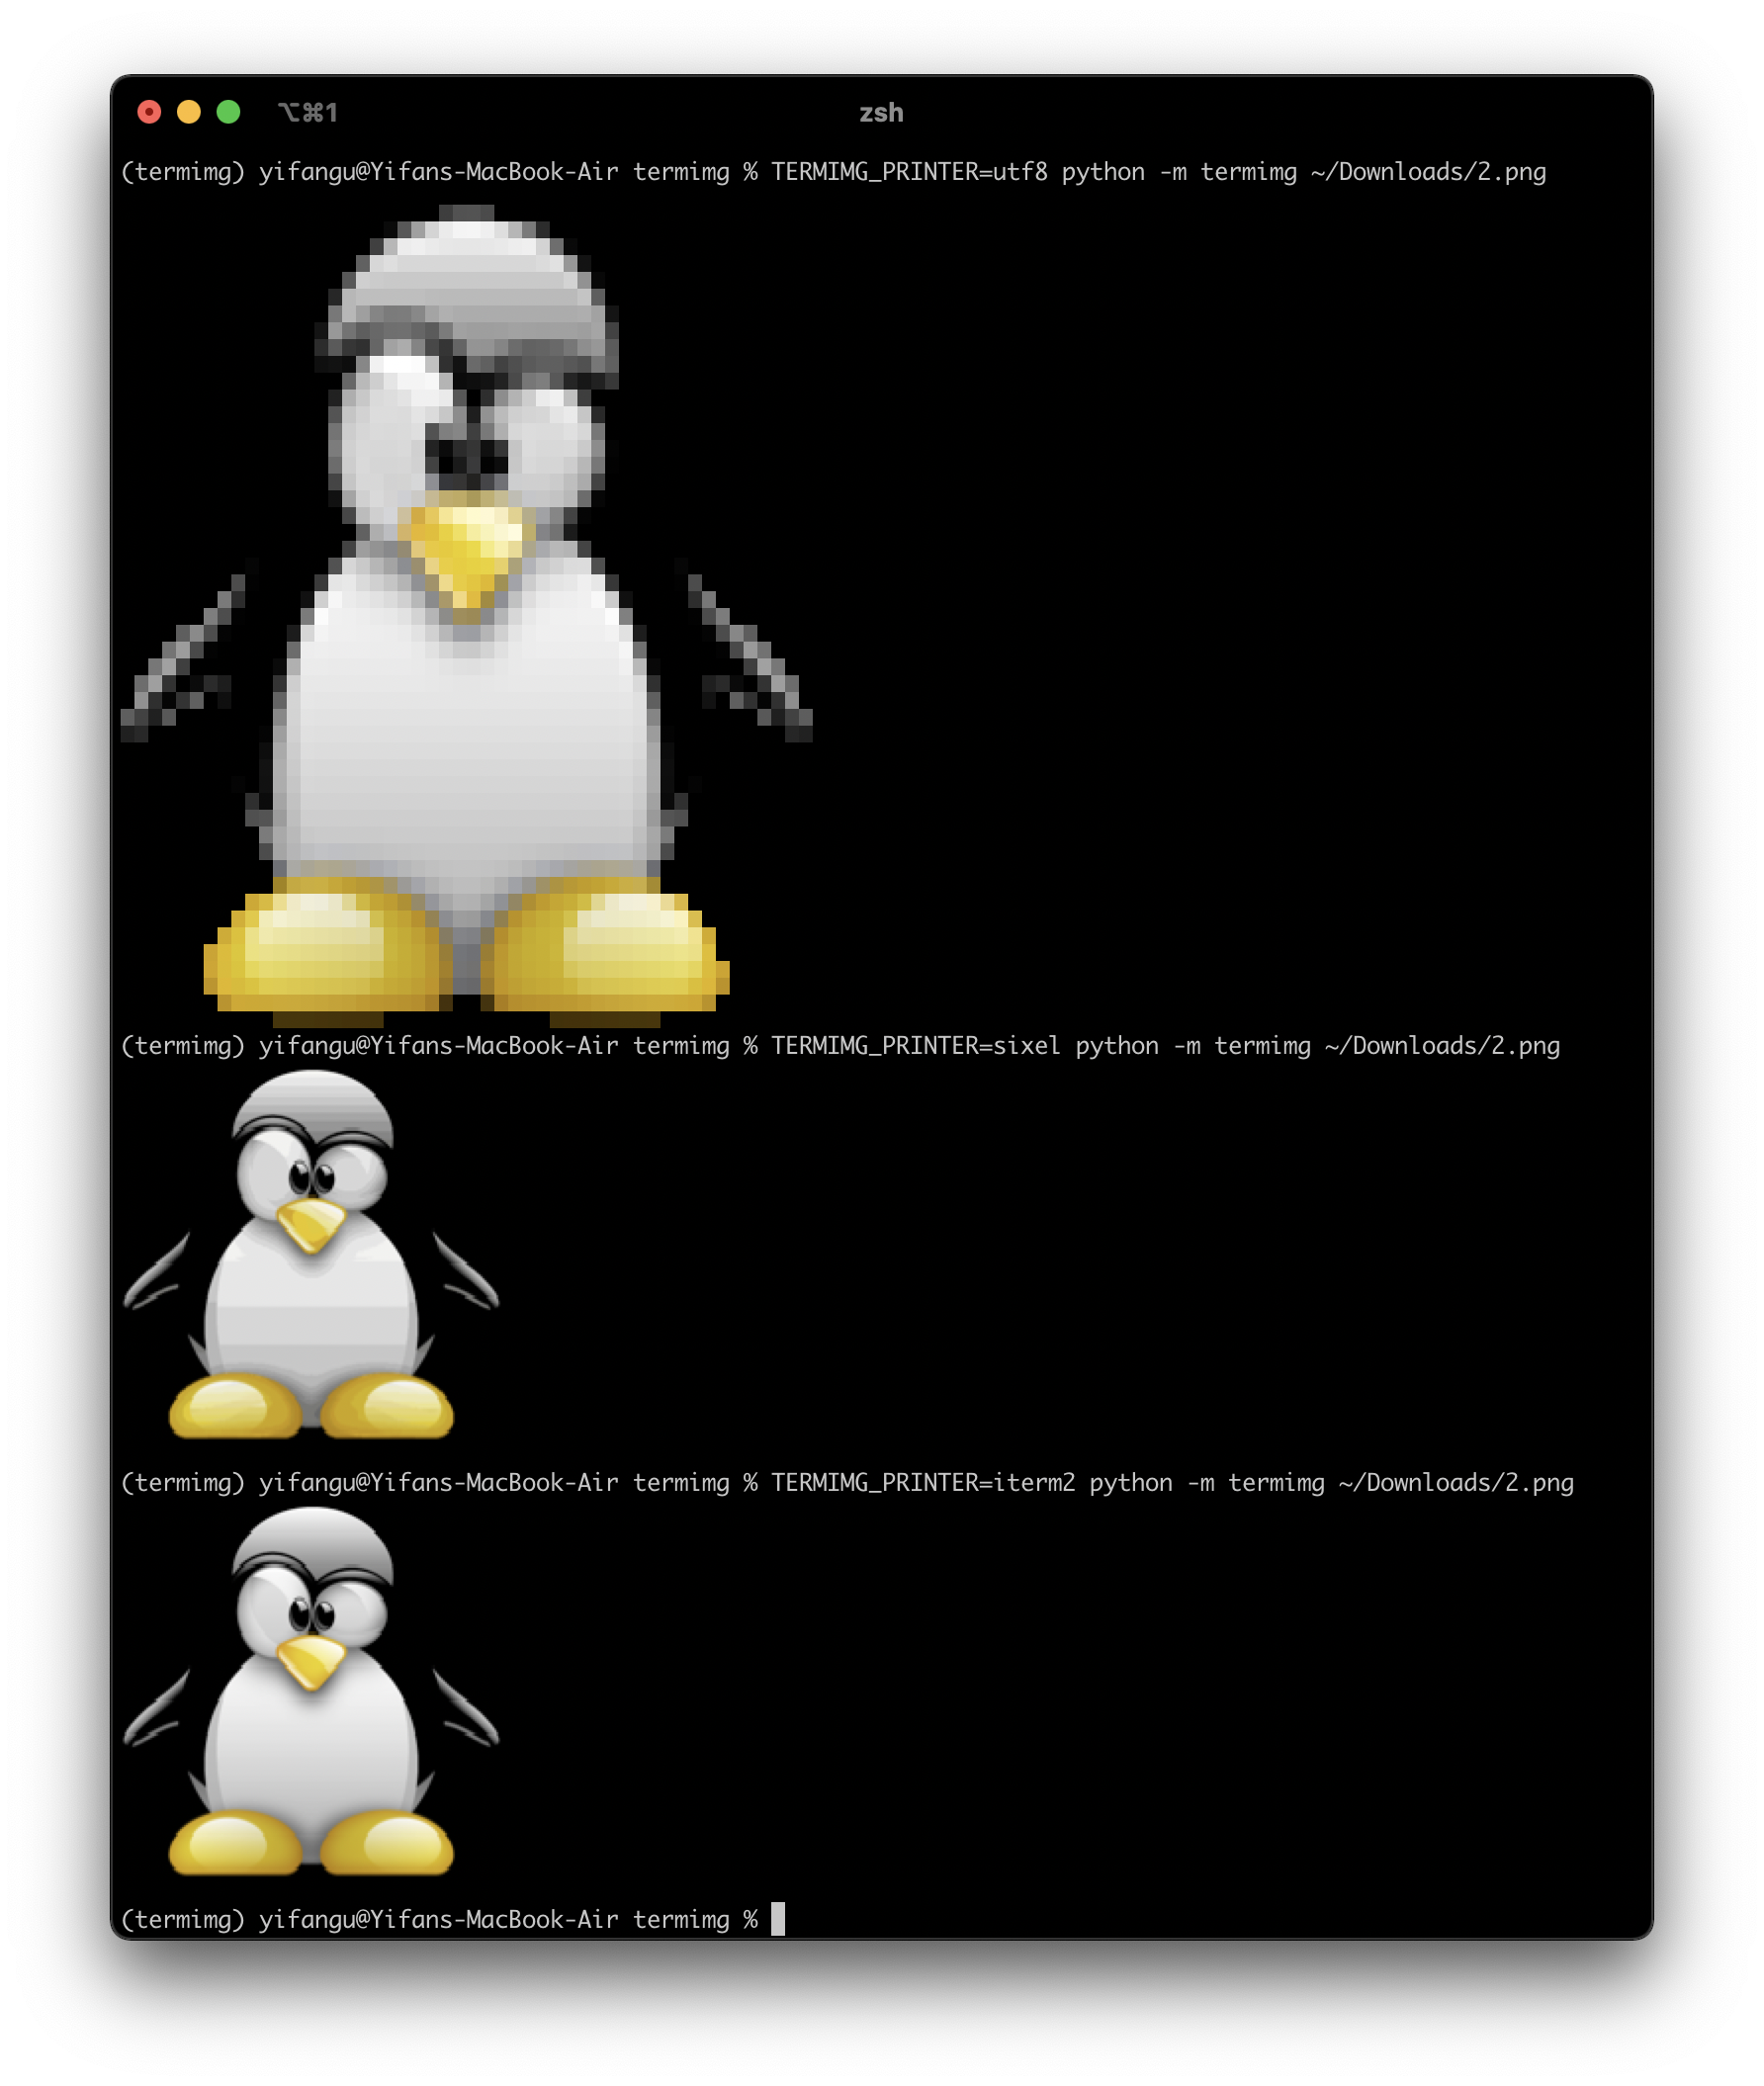 ⌥⌘1 zsh
(termimg) yifangu@Yifans-MacBook-Air termimg % TERMIMG_PRINTER=utf8 python -m termimg ~/Downloads/2.png
(termimg) yifangu@Yifans-MacBook-Air termimg % TERMIMG_PRINTER=sixel python -m termimg ~/Downloads/2.png
(termimg) yifangu@Yifans-MacBook-Air termimg % TERMIMG_PRINTER=iterm2 python -m termimg ~/Downloads/2.png
(termimg) yifangu@Yifans-MacBook-Air termimg %